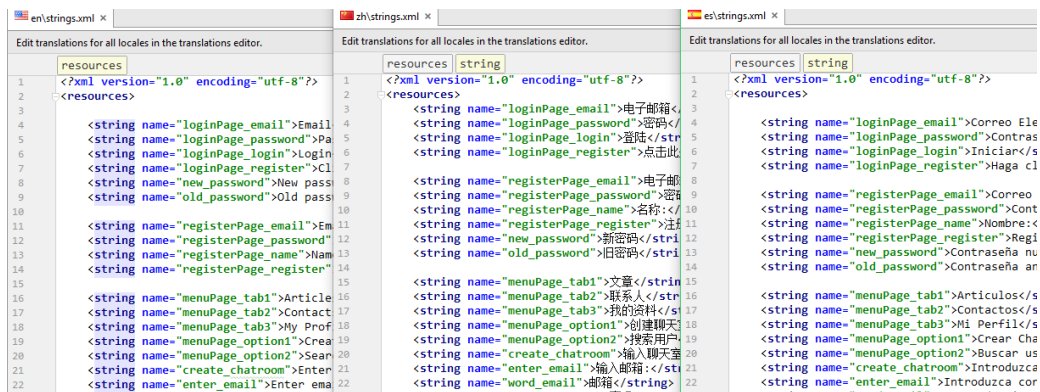 en\strings.xml ×
Edit translations for all locales in the translations editor.
resources
1 <?xml version="1.0" encoding="utf-8"?>
2 <resources>
3
4 <string name="loginPage_email">Email
5 <string name="loginPage_password">Pa
6 <string name="loginPage_login">Login
7 <string name="loginPage_register">Cl
8 <string name="new_password">New pass
9 <string name="old_password">Old pass
10
11 <string name="registerPage_email">Em
12 <string name="registerPage_password"
13 <string name="registerPage_name">Nam
14 <string name="registerPage_register"
15
16 <string name="menuPage_tab1">Article
17 <string name="menuPage_tab2">Contact
18 <string name="menuPage_tab3">My Prof
19 <string name="menuPage_option1">Crea
20 <string name="menuPage_option2">Sear
21 <string name="create_chatroom">Enter
22 <string name="enter_email">Enter ema
zh\strings.xml ×
Edit translations for all locales in the translations editor.
resources string
1 <?xml version="1.0" encoding="utf-8"?>
2 <resources>
3 <string name="loginPage_email">电子邮箱</
4 <string name="loginPage_password">密码</
5 <string name="loginPage_login">登陆</str
6 <string name="loginPage_register">点击此
7
8 <string name="registerPage_email">电子邮
9 <string name="registerPage_password">密码
10 <string name="registerPage_name">名称:</
11 <string name="registerPage_register">注册
12 <string name="new_password">新密码</stri
13 <string name="old_password">旧密码</stri
14
15 <string name="menuPage_tab1">文章</strin
16 <string name="menuPage_tab2">联系人</str
17 <string name="menuPage_tab3">我的资料</st
18 <string name="menuPage_option1">创建聊天
19 <string name="menuPage_option2">搜索用户
20 <string name="create_chatroom">输入聊天室
21 <string name="enter_email">输入邮箱:</st
22 <string name="word_email">邮箱</string>
es\strings.xml ×
Edit translations for all locales in the translations editor.
resources string
1 <?xml version="1.0" encoding="utf-8"?>
2 <resources>
3
4 <string name="loginPage_email">Correo Ele
5 <string name="loginPage_password">Contras
6 <string name="loginPage_login">Iniciar</s
7 <string name="loginPage_register">Haga cl
8
9 <string name="registerPage_email">Correo
10 <string name="registerPage_password">Cont
11 <string name="registerPage_name">Nombre:<
12 <string name="registerPage_register">Regi
13 <string name="new_password">Contraseña nu
14 <string name="old_password">Contraseña an
15
16 <string name="menuPage_tab1">Articulos</s
17 <string name="menuPage_tab2">Contactos</s
18 <string name="menuPage_tab3">Mi Perfil</s
19 <string name="menuPage_option1">Crear Cha
20 <string name="menuPage_option2">Buscar us
21 <string name="create_chatroom">Introduzca
22 <string name="enter_email">Introduzca cor